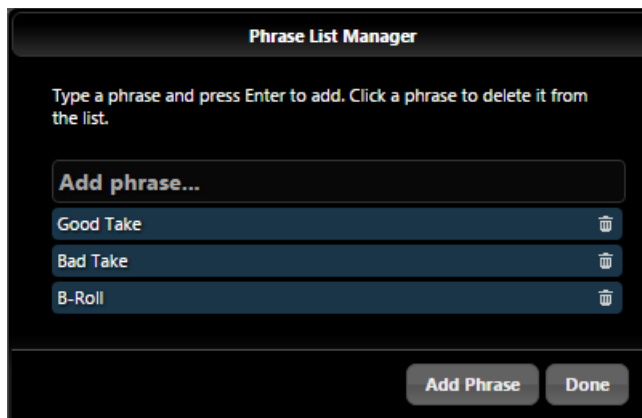 Phrase List Manager
Type a phrase and press Enter to add. Click a phrase to delete it from
the list.
Add phrase...
Good Take
Bad Take
B-Roll
Add Phrase
Done